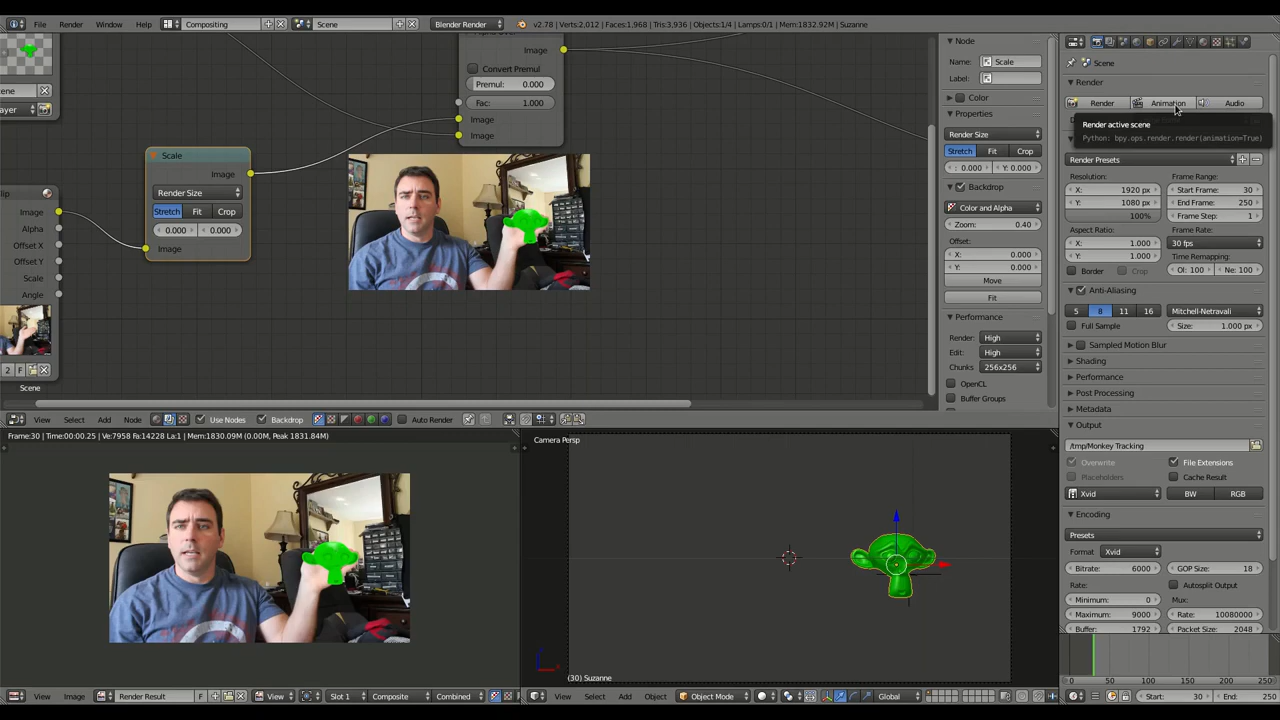 File Render Window Help Compositing Scene Blender Render v2.78 | Verts:2,012 | Faces:1,968 | Tris:3,936 | Objects:1/4 | Lamps:0/1 | Mem:1832.92M | Suzanne
Image
Convert Premul
Premul: 0.000
Fac: 1.000
Image
Image
Scale
Image
Render Size
Stretch Fit Crop
0.000 0.000
Image
ene
ayer
lip
Image
Alpha
Offset X
Offset Y
Scale
Angle
2 F
Scene
Node
Name: Scale
Label:
Color
Properties
Render Size
Stretch Fit Crop
: 0.000 Y: 0.000
Backdrop
Color and Alpha
Zoom: 0.40
Offset:
X: 0.000
Y: 0.000
Move
Fit
Performance
Render: High
Edit: High
Chunks 256x256
OpenCL
Buffer Groups
View Select Add Node Use Nodes Backdrop Auto Render
Scene
Render
Render Animation Audio
Render active scene
Python: bpy.ops.render.render(animation=True)
Render Presets
Resolution: Frame Range:
X: 1920 px Start Frame: 30
Y: 1080 px End Frame: 250
100% Frame Step: 1
Aspect Ratio: Frame Rate:
X: 1.000 30 fps
Y: 1.000 Time Remapping:
Border Crop Ol: 100 Ne: 100
Anti-Aliasing
5 8 11 16 Mitchell-Netravali
Full Sample Size: 1.000 px
Sampled Motion Blur
Shading
Performance
Post Processing
Metadata
Output
/tmp/Monkey Tracking
Overwrite File Extensions
Placeholders Cache Result
Xvid BW RGB
Encoding
Presets
Format Xvid
Bitrate: 6000 GOP Size: 18
Rate: Autosplit Output
Minimum: 0 Mux:
Maximum: 9000 Rate: 10080000
Buffer: 1792 Packet Size: 2048
0 50 100 150 200 250
Start: 30 End: 250
Frame:30 | Time:00:00.25 | Ve:7958 Fa:14228 La:1 | Mem:1830.09M (0.00M, Peak 1831.84M)
View Image Render Result F View Slot 1 Composite Combined
Camera Persp
(30) Suzanne
View Select Add Object Object Mode Global